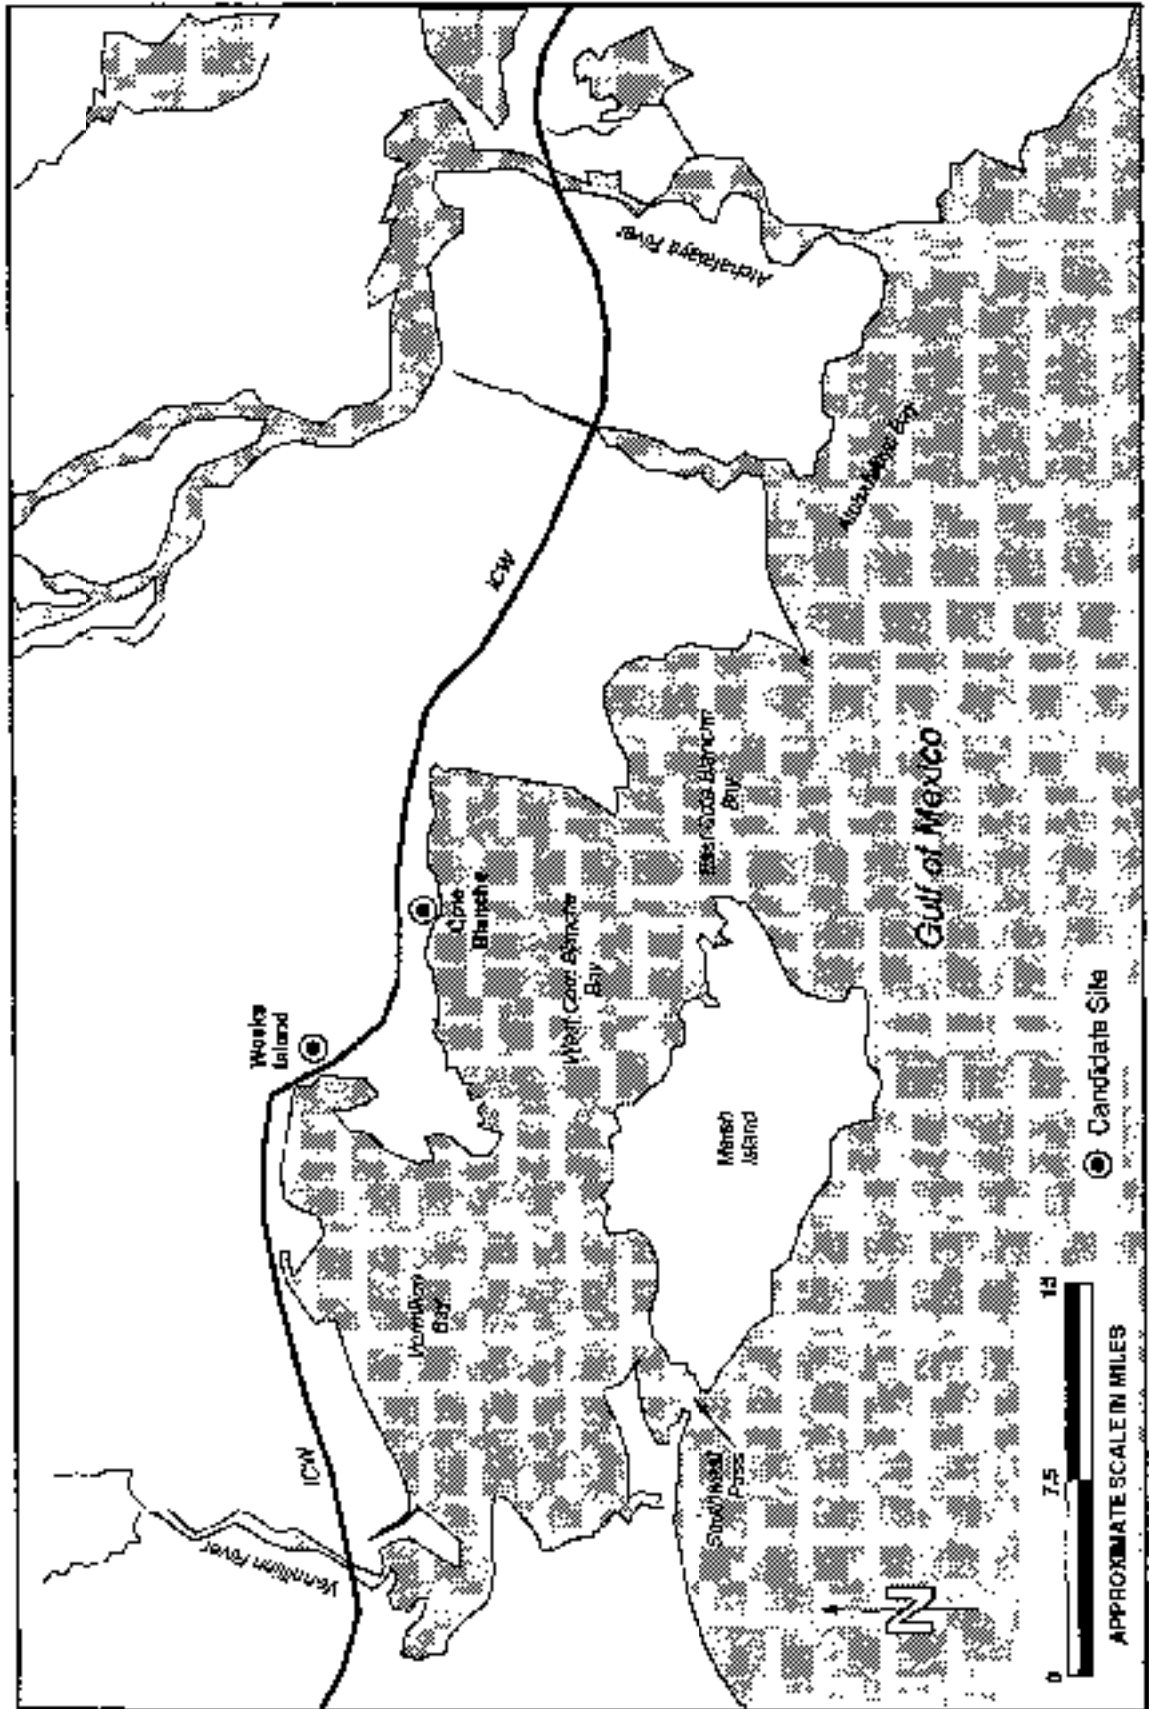 Vermilion River
Weeks
Island
ICW
Vermilion
Bay
Cote
Blanche
ICW
West Cote Blanche
Bay
Atchafalaya River
Southwest
Pass
Marsh
Island
East Cote Blanche
Bay
Atchafalaya Bay
N
Gulf of Mexico
0 7.5 15
Candidate Site
APPROXIMATE SCALE IN MILES